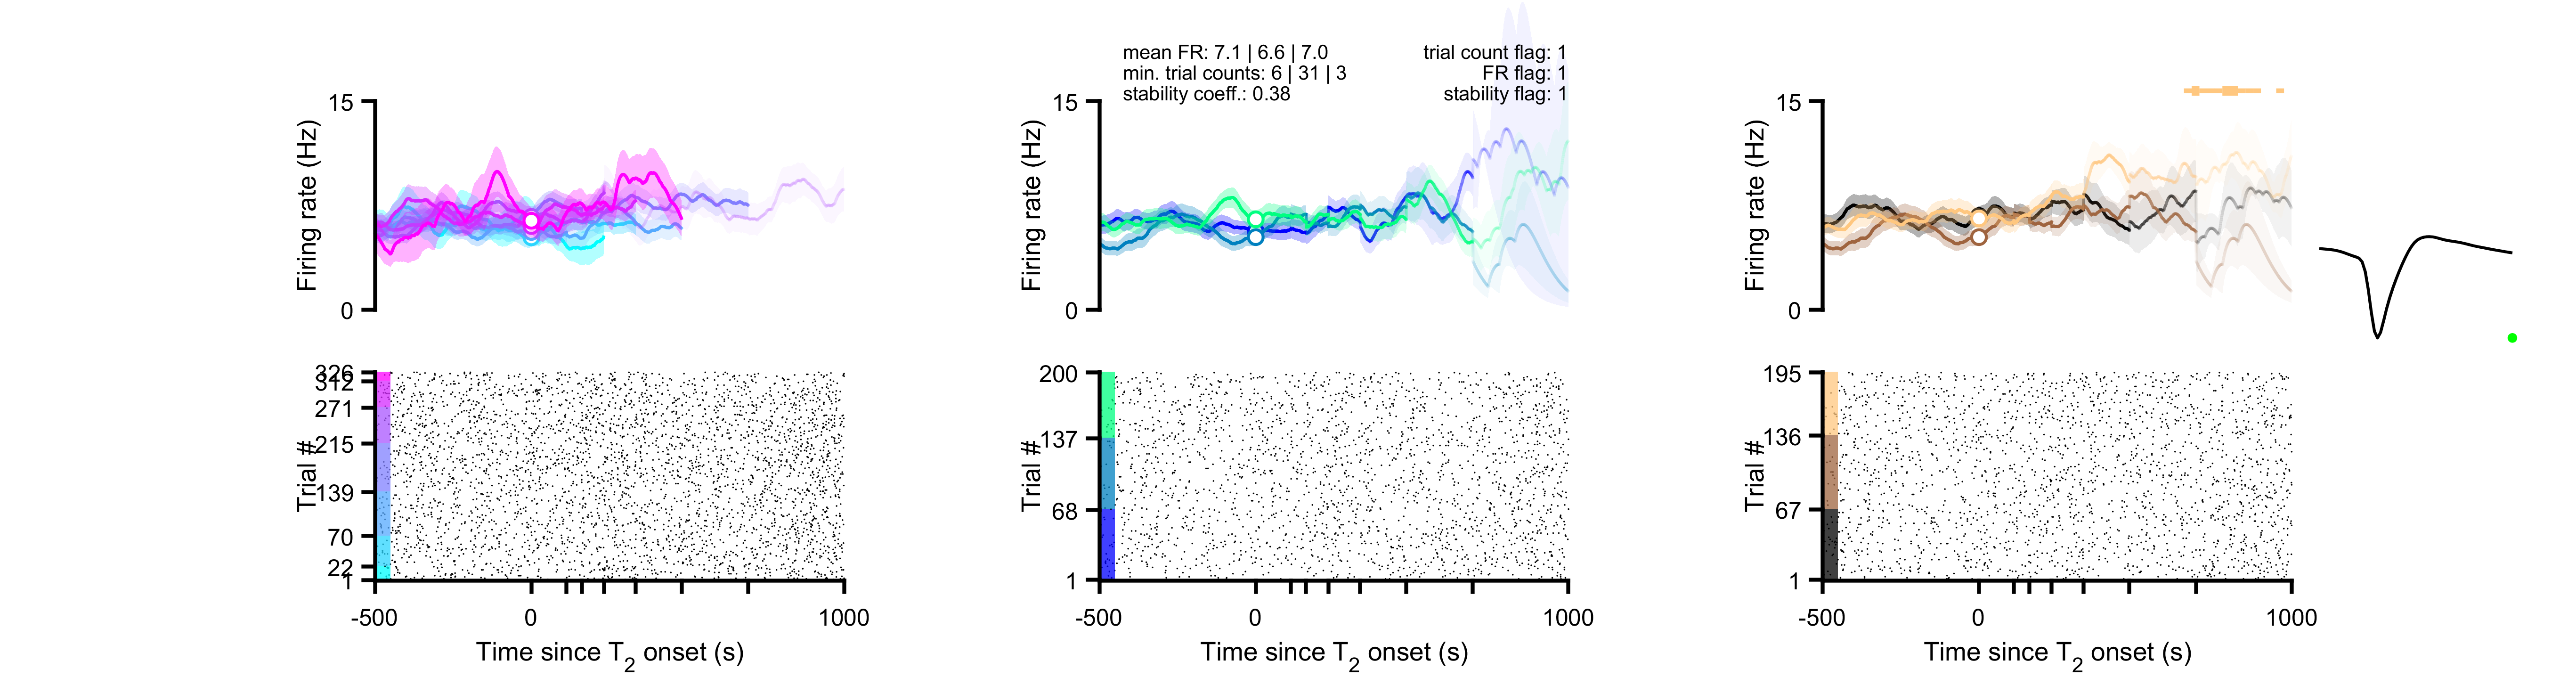 mean FR: 7.1 | 6.6 | 7.0
min. trial counts: 6 | 31 | 3
stability coeff.: 0.38
trial count flag: 1
FR flag: 1
stability flag: 1
15
Firing rate (Hz)
0
15
Firing rate (Hz)
0
15
Firing rate (Hz)
0
326
312
271
215
139
70
22
1
Trial #
-500
0
1000
Time since T2 onset (s)
200
137
68
1
Trial #
-500
0
1000
Time since T2 onset (s)
195
136
67
1
Trial #
-500
0
1000
Time since T2 onset (s)